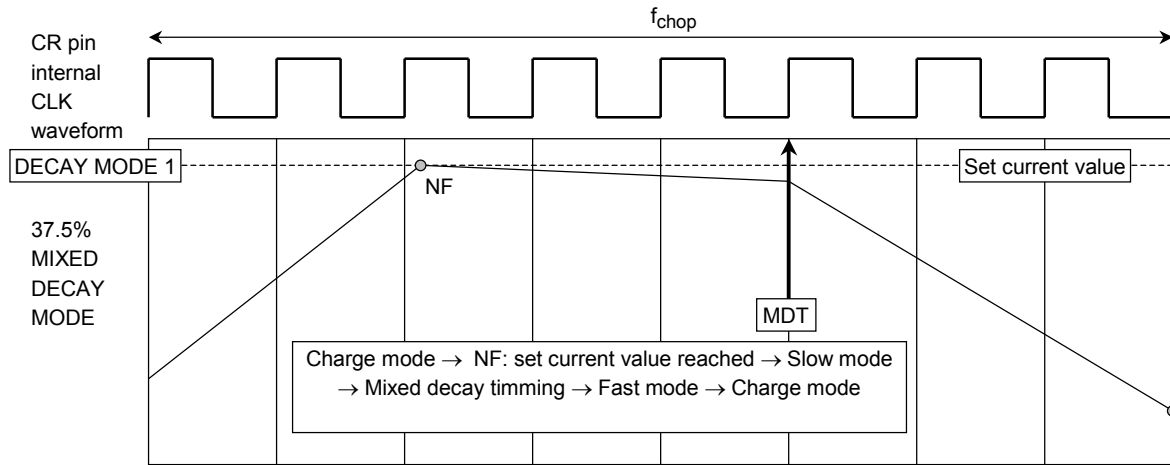 fchop
CR pin
internal
CLK
waveform
DECAY MODE 1
Set current value
NF
37.5%
MIXED
DECAY
MODE
MDT
Charge mode → NF: set current value reached → Slow mode
→ Mixed decay timming → Fast mode → Charge mode